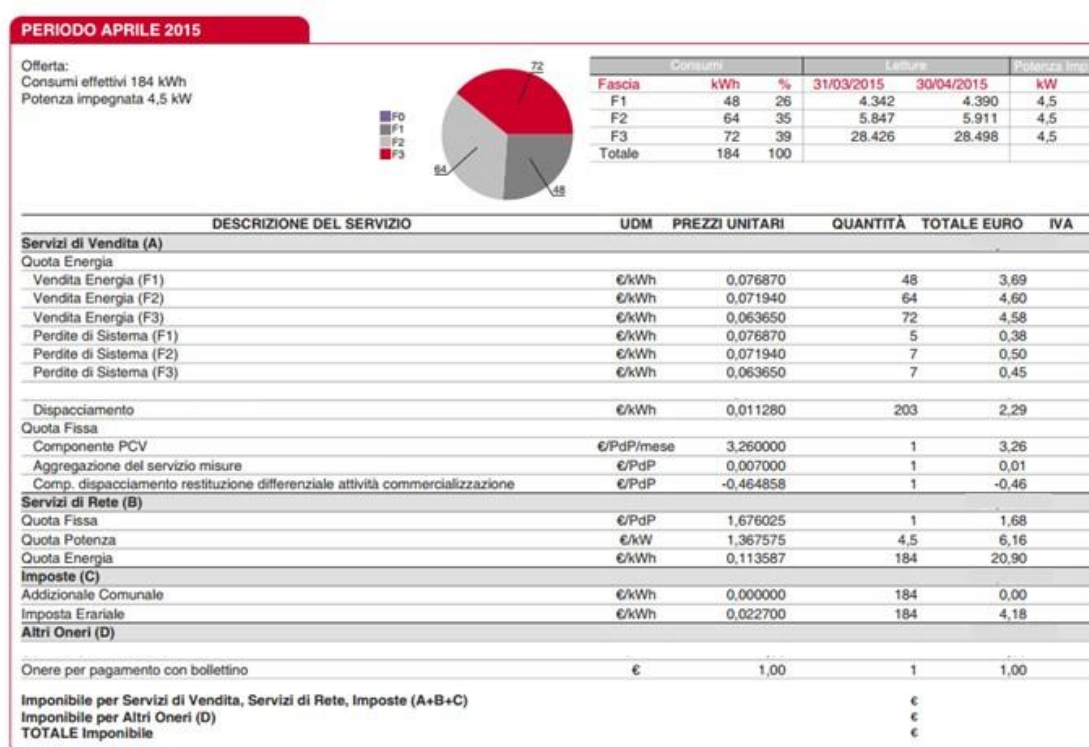 PERIODO APRILE 2015
Offerta:
Consumi effettivi 184 kWh
Potenza impegnata 4,5 kW
F0
F1
F2
F3
72
64
48
Consumi Letture Potenza Imp
Fascia kWh % 31/03/2015 30/04/2015 kW
F1 48 26 4.342 4.390 4,5
F2 64 35 5.847 5.911 4,5
F3 72 39 28.426 28.498 4,5
Totale 184 100
DESCRIZIONE DEL SERVIZIO UDM PREZZI UNITARI QUANTITÀ TOTALE EURO IVA
Servizi di Vendita (A)
Quota Energia
Vendita Energia (F1) €/kWh 0,076870 48 3,69
Vendita Energia (F2) €/kWh 0,071940 64 4,60
Vendita Energia (F3) €/kWh 0,063650 72 4,58
Perdite di Sistema (F1) €/kWh 0,076870 5 0,38
Perdite di Sistema (F2) €/kWh 0,071940 7 0,50
Perdite di Sistema (F3) €/kWh 0,063650 7 0,45
Dispacciamento €/kWh 0,011280 203 2,29
Quota Fissa
Componente PCV €/PdP/mese 3,260000 1 3,26
Aggregazione del servizio misure €/PdP 0,007000 1 0,01
Comp. dispacciamento restituzione differenziale attività commercializzazione €/PdP -0,464858 1 -0,46
Servizi di Rete (B)
Quota Fissa €/PdP 1,676025 1 1,68
Quota Potenza €/kW 1,367575 4,5 6,16
Quota Energia €/kWh 0,113587 184 20,90
Imposte (C)
Addizionale Comunale €/kWh 0,000000 184 0,00
Imposta Erariale €/kWh 0,022700 184 4,18
Altri Oneri (D)
Onere per pagamento con bollettino € 1,00 1 1,00
Imponibile per Servizi di Vendita, Servizi di Rete, Imposte (A+B+C) €
Imponibile per Altri Oneri (D) €
TOTALE Imponibile €